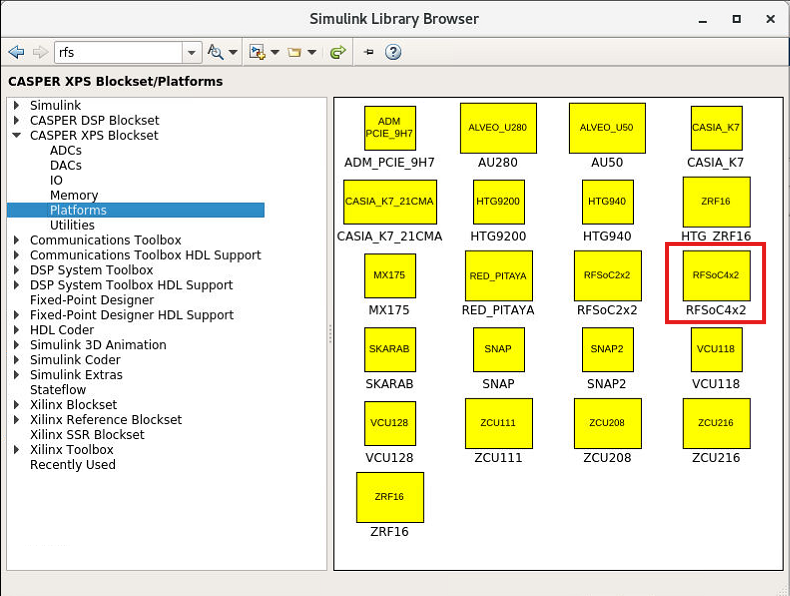 Simulink Library Browser
rfs
CASPER XPS Blockset/Platforms
Simulink
CASPER DSP Blockset
CASPER XPS Blockset
ADCs
DACs
IO
Memory
Platforms
Utilities
Communications Toolbox
Communications Toolbox HDL Support
DSP System Toolbox
DSP System Toolbox HDL Support
Fixed-Point Designer
Fixed-Point Designer HDL Support
HDL Coder
Simulink 3D Animation
Simulink Coder
Simulink Extras
Stateflow
Xilinx Blockset
Xilinx Reference Blockset
Xilinx SSR Blockset
Xilinx Toolbox
Recently Used
ADM
PCIE_9H7
ALVEO_U280
ALVEO_U50
CASIA_K7
ADM_PCIE_9H7
AU280
AU50
CASIA_K7
CASIA_K7_21CMA
HTG9200
HTG940
ZRF16
CASIA_K7_21CMA
HTG9200
HTG940
HTG_ZRF16
MX175
RED_PITAYA
RFSoC2x2
RFSoC4x2
MX175
RED_PITAYA
RFSoC2x2
RFSoC4x2
SKARAB
SNAP
SNAP2
VCU118
SKARAB
SNAP
SNAP2
VCU118
VCU128
ZCU111
ZCU208
ZCU216
VCU128
ZCU111
ZCU208
ZCU216
ZRF16
ZRF16